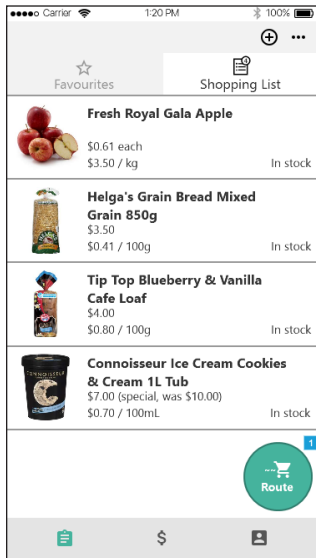 Carrier 1:20 PM 100%
Favourites
4
Shopping List
Fresh Royal Gala Apple
$0.61 each
$3.50 / kg In stock
Helga's Grain Bread Mixed
Grain 850g
$3.50
$0.41 / 100g In stock
Tip Top Blueberry & Vanilla
Cafe Loaf
$4.00
$0.80 / 100g In stock
CONNOISSEUR
Connoisseur Ice Cream Cookies
& Cream 1L Tub
$7.00 (special, was $10.00)
$0.70 / 100mL In stock
1
Route
$